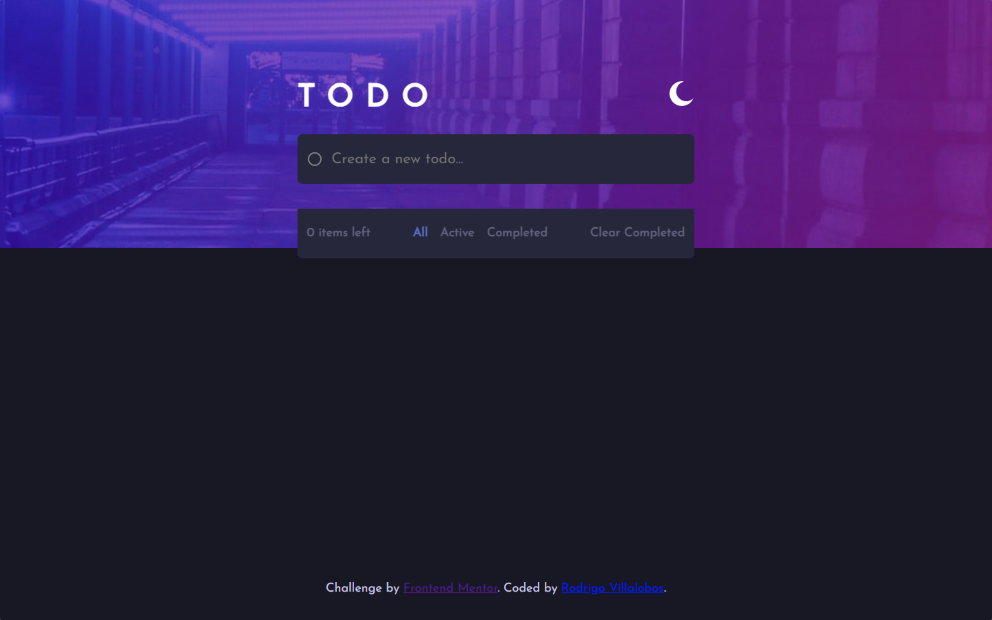 TODO
Create a new todo...
0 items left All Active Completed Clear Completed
Challenge by Frontend Mentor. Coded by Rodrigo Villalobos.